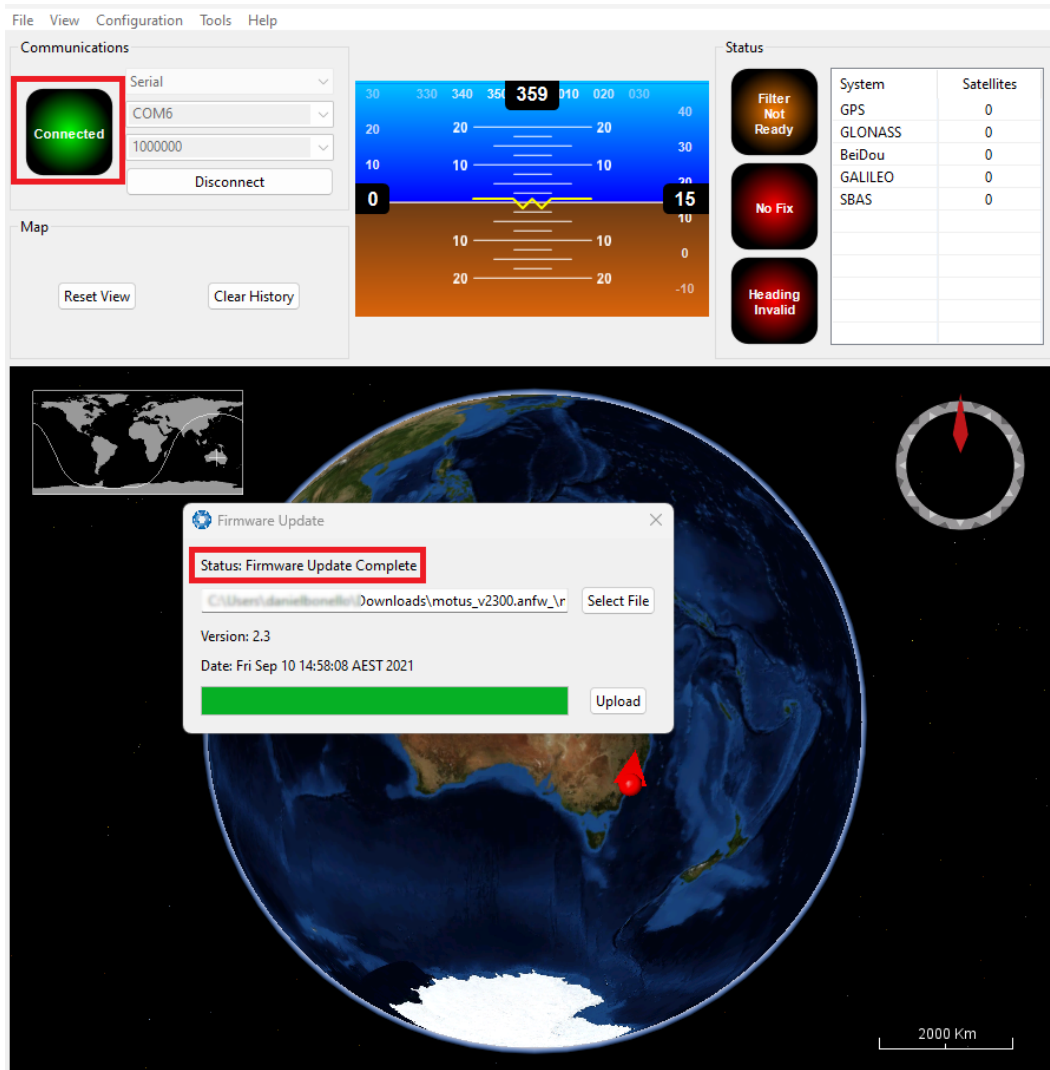 File View Configuration Tools Help
Communications
Connected
Serial
COM6
1000000
Disconnect
Map
Reset View
Clear History
30 330 340 350 359 010 020 030
40
20 20 20
30
10 10 10
20
0 15
10
10 10
0
20 20
-10
Status
Filter
Not
Ready
No Fix
Heading
Invalid
System Satellites
GPS 0
GLONASS 0
BeiDou 0
GALILEO 0
SBAS 0
Firmware Update
Status: Firmware Update Complete
Downloads\motus_v2300.anfw_\r
Select File
Version: 2.3
Date: Fri Sep 10 14:58:08 AEST 2021
Upload
2000 Km